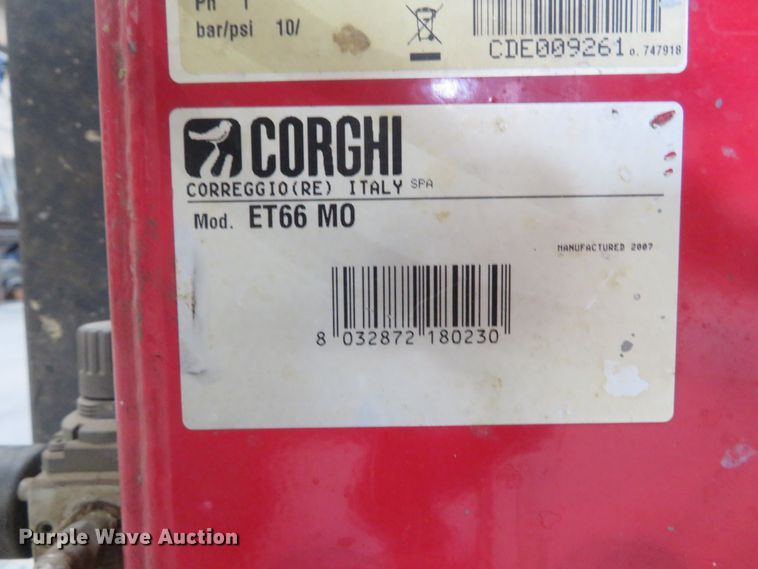 Ph 1
bar/psi 10/
CDE009261 o. 747918
CORGHI
CORREGGIO(RE) ITALY SPA
Mod. ET66 MO
MANUFACTURED 2007
8 032872 180230
Purple Wave Auction